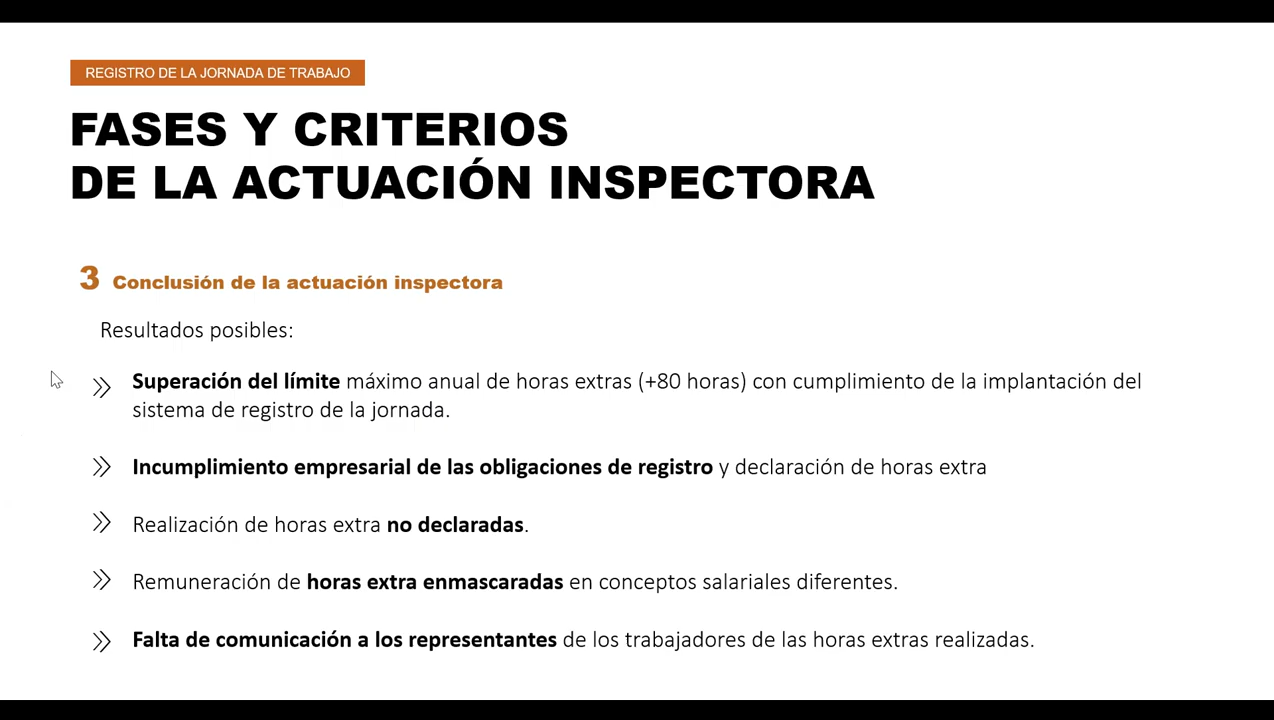 REGISTRO DE LA JORNADA DE TRABAJO
FASES Y CRITERIOS
DE LA ACTUACIÓN INSPECTORA
3 Conclusión de la actuación inspectora
Resultados posibles:
Superación del límite máximo anual de horas extras (+80 horas) con cumplimiento de la implantación del
sistema de registro de la jornada.
Incumplimiento empresarial de las obligaciones de registro y declaración de horas extra
Realización de horas extra no declaradas.
Remuneración de horas extra enmascaradas en conceptos salariales diferentes.
Falta de comunicación a los representantes de los trabajadores de las horas extras realizadas.